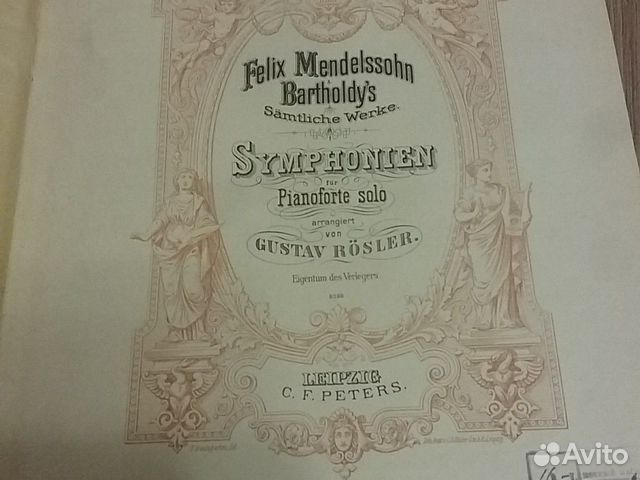 Felix Mendelssohn
Bartholdy's
Sämtliche Werke.
SYMPHONIEN
für
Pianoforte solo
arrangiert
von
GUSTAV RÖSLER.
Eigentum des Verlegers
LEIPZIG
C. F. PETERS.
Avito